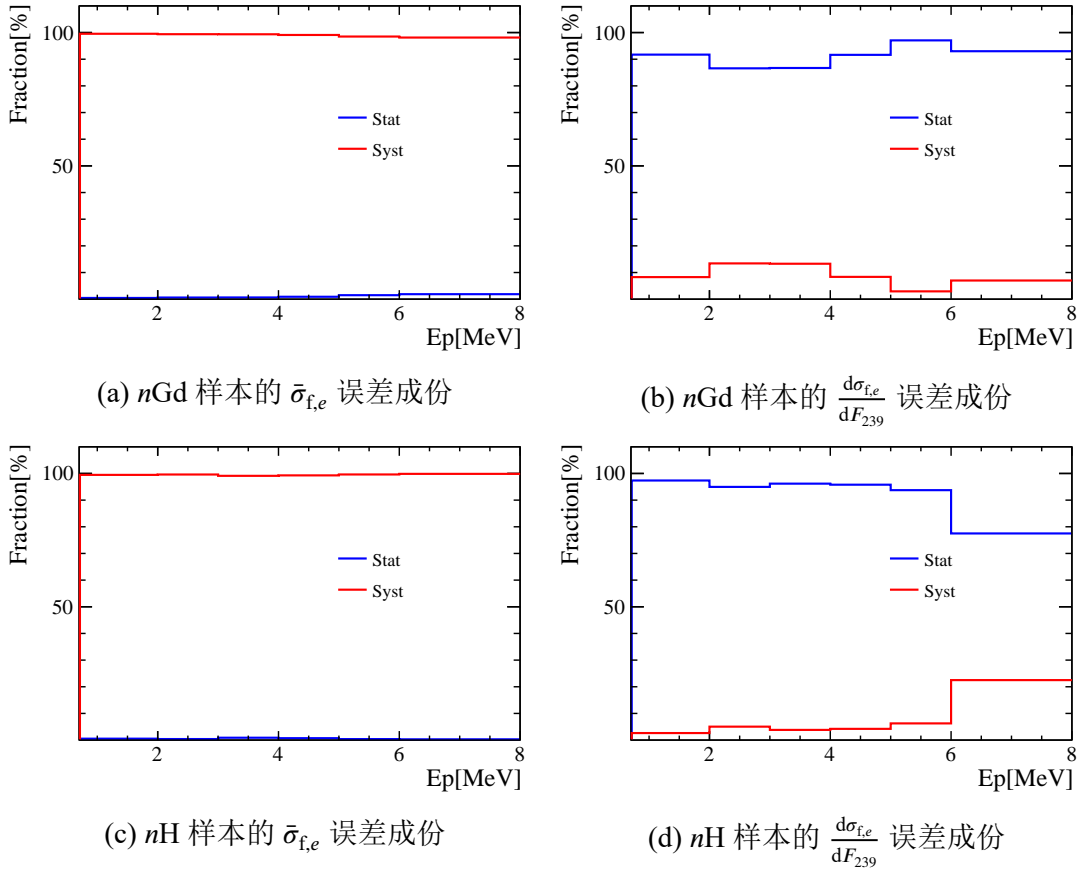 Fraction[%]
100
50
Stat
Syst
2 4 6 8
Ep[MeV]
(a) nGd 样本的 σ̄f,e 误差成份
Fraction[%]
100
50
Stat
Syst
2 4 6 8
Ep[MeV]
(b) nGd 样本的 dσf,e/dF239 误差成份
Fraction[%]
100
50
Stat
Syst
2 4 6 8
Ep[MeV]
(c) nH 样本的 σ̄f,e 误差成份
Fraction[%]
100
50
Stat
Syst
2 4 6 8
Ep[MeV]
(d) nH 样本的 dσf,e/dF239 误差成份